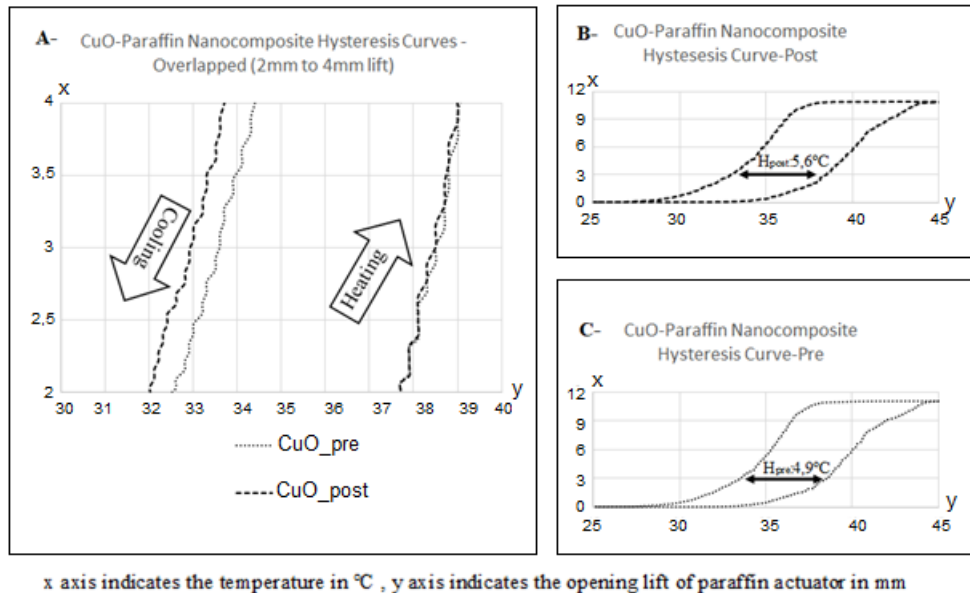 A- CuO-Paraffin Nanocomposite Hysteresis Curves -
Overlapped (2mm to 4mm lift)
x
4
3,5
3
2,5
2
Cooling
Heating
30 31 32 33 34 35 36 37 38 39 40
y
CuO_pre
CuO_post
B- CuO-Paraffin Nanocomposite
Hystesesis Curve-Post
x
12
9
6
3
0
Hpost:5,6°C
25 30 35 40 45
y
C- CuO-Paraffin Nanocomposite
Hysteresis Curve-Pre
x
12
9
6
3
0
Hpre:4,9°C
25 30 35 40 45
y
x axis indicates the temperature in °C , y axis indicates the opening lift of paraffin actuator in mm